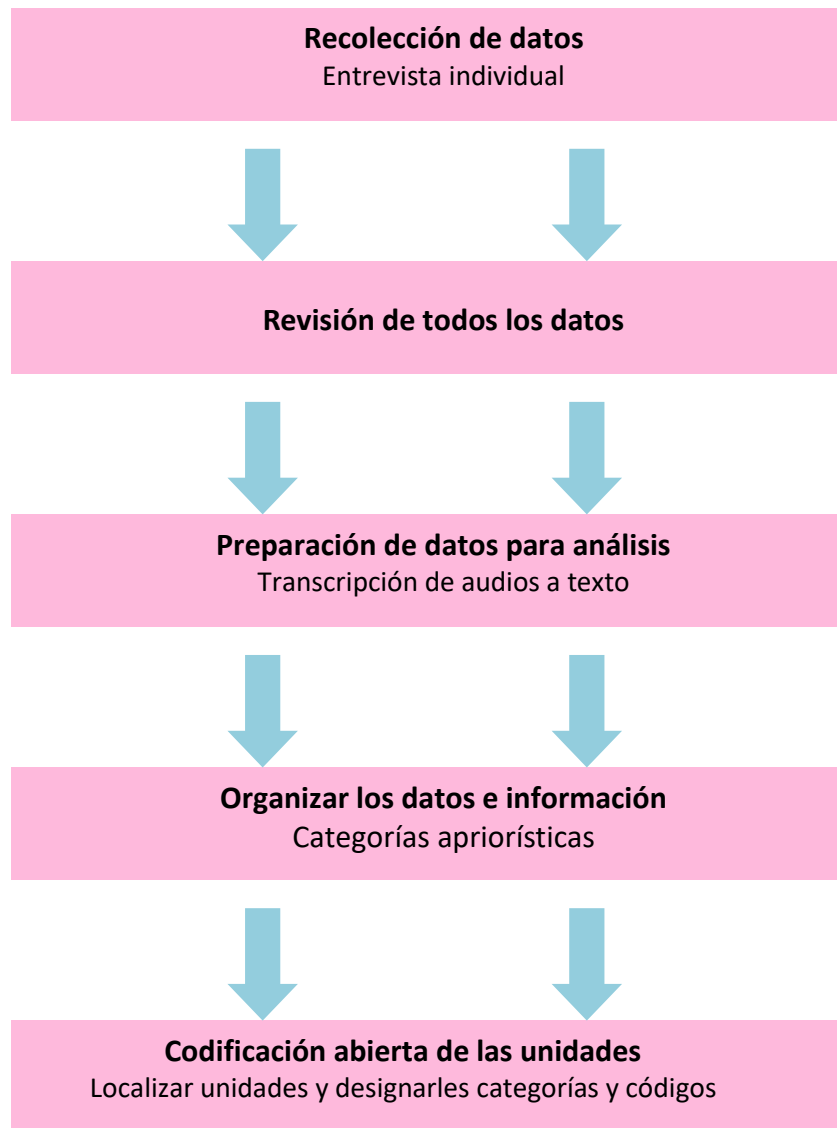 Recolección de datos
Entrevista individual
Revisión de todos los datos
Preparación de datos para análisis
Transcripción de audios a texto
Organizar los datos e información
Categorías apriorísticas
Codificación abierta de las unidades
Localizar unidades y designarles categorías y códigos